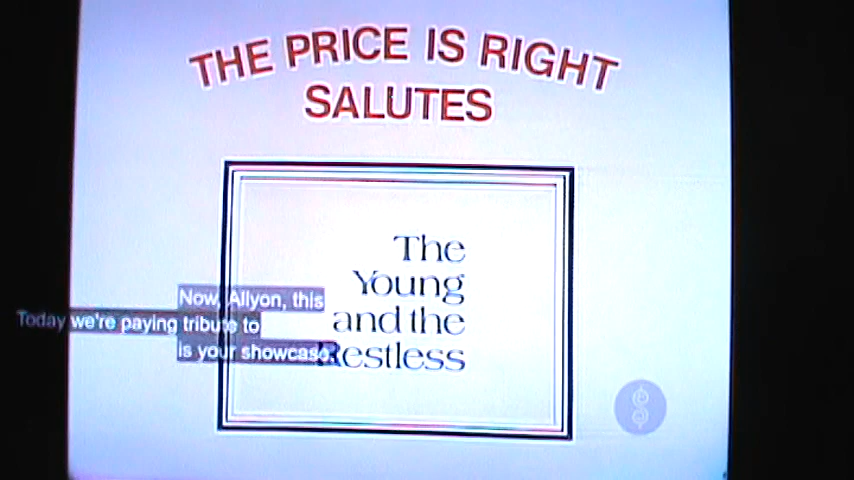 THE PRICE IS RIGHT
SALUTES
The
Young
and the
Restless
Now, Allyon, this
Today we're paying tribute to
is your showcase.